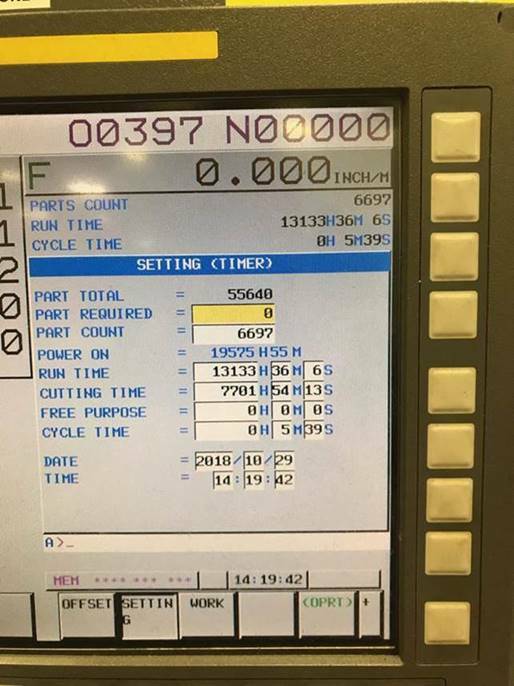 O0397 N00000
F 0.000 INCH/M
PARTS COUNT 6697
RUN TIME 13133H36M 6S
CYCLE TIME 0H 5M39S
SETTING (TIMER)
PART TOTAL = 55640
PART REQUIRED = 0
PART COUNT = 6697
POWER ON = 19575 H 55 M
RUN TIME = 13133 H 36 M 6 S
CUTTING TIME = 7701 H 54 M 13 S
FREE PURPOSE = 0 H 0 M 0 S
CYCLE TIME = 0 H 5 M 39 S
DATE = 2018/10/29
TIME = 14:19:42
A>_
MEM **** *** *** 14:19:42
OFFSET SETTIN WORK (OPRT) +
G